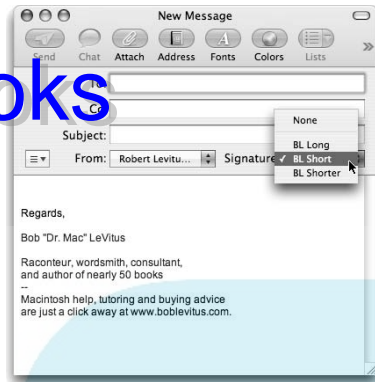 New Message
Send Chat Attach Address Fonts Colors Lists
ooks
To:
Cc:
Subject:
From: Robert Levitu... Signature
None
BL Long
✓ BL Short
BL Shorter
Regards,
Bob "Dr. Mac" LeVitus
Raconteur, wordsmith, consultant,
and author of nearly 50 books
--
Macintosh help, tutoring and buying advice
are just a click away at www.boblevitus.com.